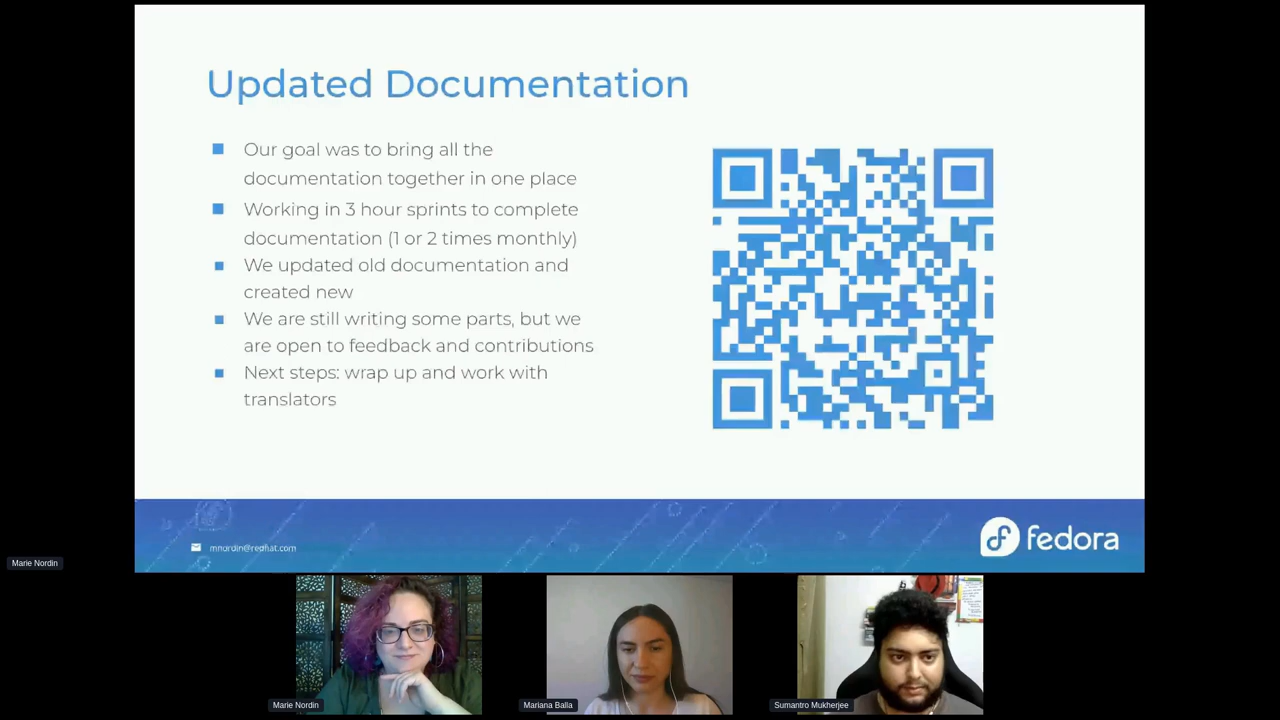 Updated Documentation
Our goal was to bring all the
documentation together in one place
Working in 3 hour sprints to complete
documentation (1 or 2 times monthly)
We updated old documentation and
created new
We are still writing some parts, but we
are open to feedback and contributions
Next steps: wrap up and work with
translators
mnordin@redhat.com
fedora
Marie Nordin
Marie Nordin
Mariana Balla
Sumantro Mukherjee